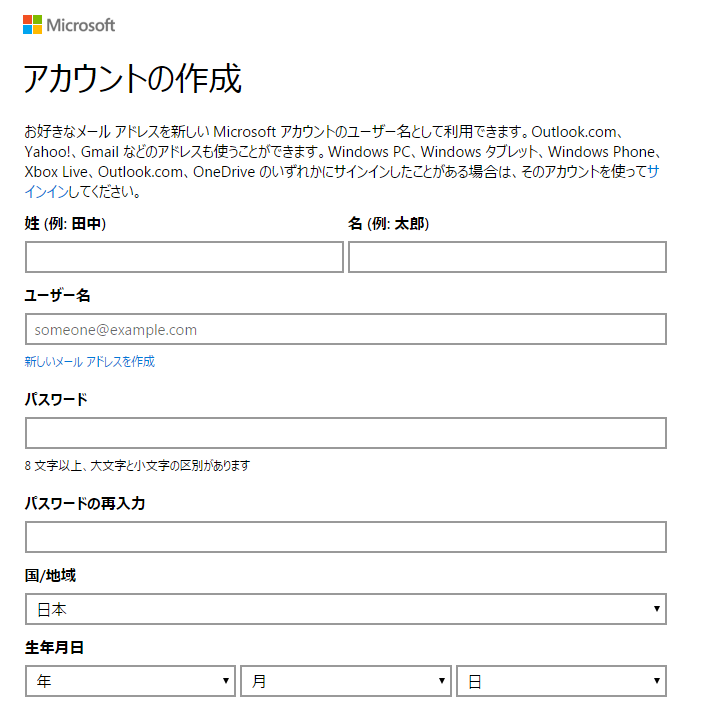 Microsoft
アカウントの作成
お好きなメール アドレスを新しい Microsoft アカウントのユーザー名として利用できます。Outlook.com、
Yahoo!、Gmail などのアドレスも使うことができます。Windows PC、Windows タブレット、Windows Phone、
Xbox Live、Outlook.com、OneDrive のいずれかにサインインしたことがある場合は、そのアカウントを使ってサ
インインしてください。
姓 (例: 田中) 名 (例: 太郎)
ユーザー名
someone@example.com
新しいメール アドレスを作成
パスワード
8 文字以上、大文字と小文字の区別があります
パスワードの再入力
国/地域
日本
生年月日
年 月 日